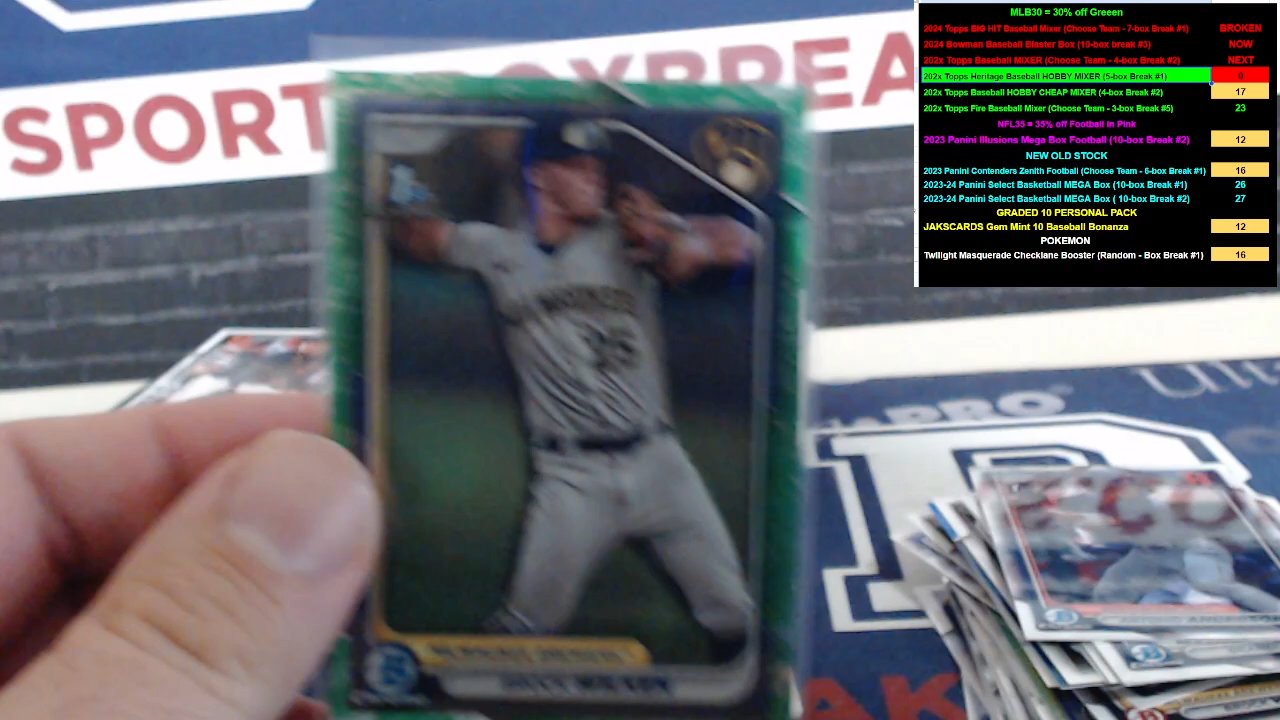 MLB30 = 30% off Greeen
2024 Topps BIG HIT Baseball Mixer (Choose Team - 7-box Break #1) BROKEN
2024 Bowman Baseball Blaster Box (10-box break #3) NOW
202x Topps Baseball MIXER (Choose Team - 4-box Break #2) NEXT
202x Topps Heritage Baseball HOBBY MIXER (5-box Break #1) 0
202x Topps Baseball HOBBY CHEAP MIXER (4-box Break #2) 17
202x Topps Fire Baseball Mixer (Choose Team - 3-box Break #5) 23
NFL35 = 35% off Football in Pink
2023 Panini Illusions Mega Box Football (10-box Break #2) 12
NEW OLD STOCK
2023 Panini Contenders Zenith Football (Choose Team - 6-box Break #1) 16
2023-24 Panini Select Basketball MEGA Box (10-box Break #1) 26
2023-24 Panini Select Basketball MEGA Box ( 10-box Break #2) 27
GRADED 10 PERSONAL PACK
JAKSCARDS Gem Mint 10 Baseball Bonanza 12
POKEMON
Twilight Masquerade Checklane Booster (Random - Box Break #1) 16
SPORT
BREA
MILWAUKEE BREWERS
WILSON
PRO
Ult